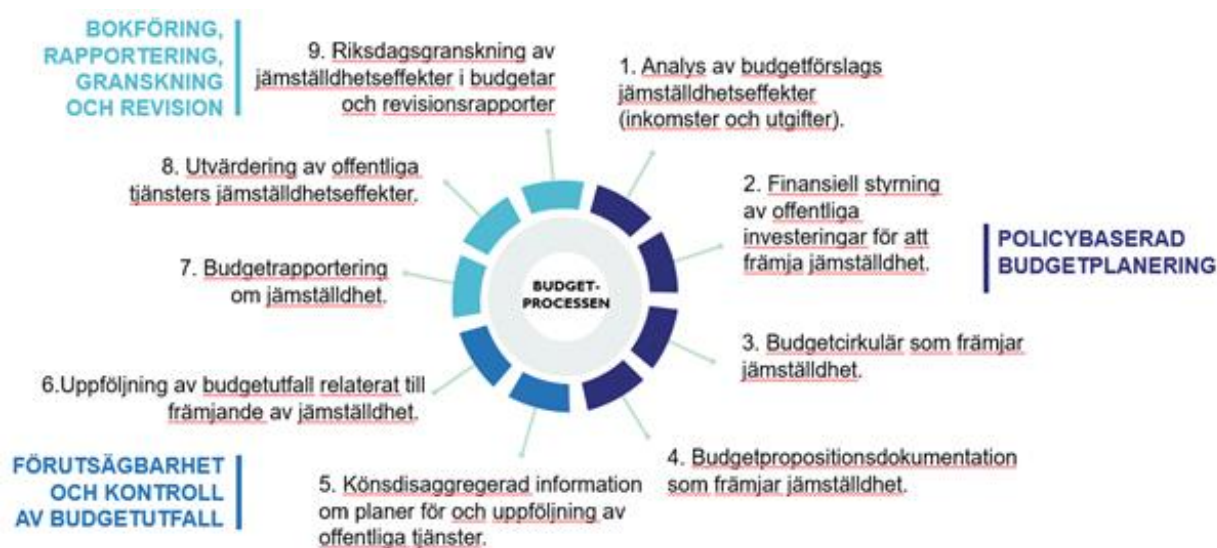 BOKFÖRING,
RAPPORTERING,
GRANSKNING
OCH REVISION
9. Riksdagsgranskning av
jämställdhetseffekter i budgetar
och revisionsrapporter
1. Analys av budgetförslags
jämställdhetseffekter
(inkomster och utgifter).
8. Utvärdering av offentliga
tjänsters jämställdhetseffekter.
2. Finansiell styrning
av offentliga
investeringar för att
främja jämställdhet.
POLICYBASERAD
BUDGETPLANERING
7. Budgetrapportering
om jämställdhet.
BUDGET-
PROCESSEN
3. Budgetcirkulär som främjar
jämställdhet.
6.Uppföljning av budgetutfall relaterat till
främjande av jämställdhet.
4. Budgetpropositionsdokumentation
som främjar jämställdhet.
FÖRUTSÄGBARHET
OCH KONTROLL
AV BUDGETUTFALL
5. Könsdisaggregerad information
om planer för och uppföljning av
offentliga tjänster.